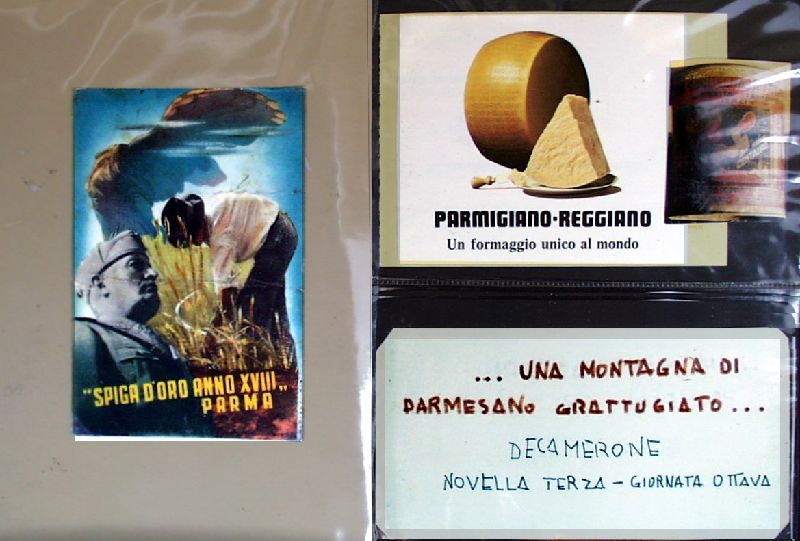 "SPIGA D'ORO ANNO XVIII"
PARMA
PARMIGIANO-REGGIANO
Un formaggio unico al mondo
... UNA MONTAGNA DI
PARMESANO GRATTUGIATO...
DECAMERONE
NOVELLA TERZA - GIORNATA OTTAVA